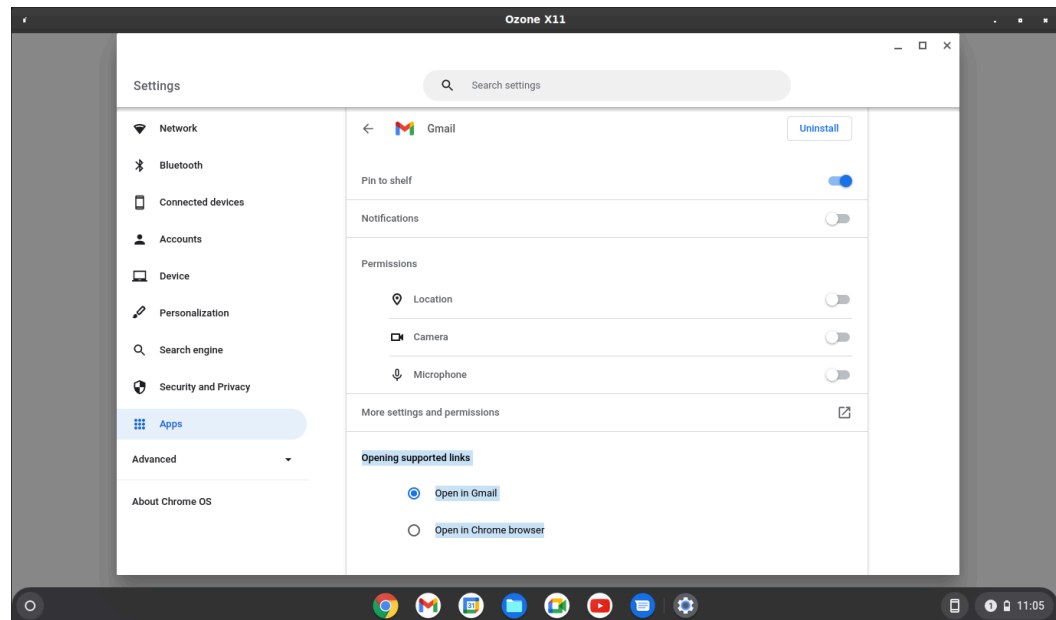 Ozone X11
Settings
Search settings
Network
Bluetooth
Connected devices
Accounts
Device
Personalization
Search engine
Security and Privacy
Apps
Advanced
About Chrome OS
Gmail
Uninstall
Pin to shelf
Notifications
Permissions
Location
Camera
Microphone
More settings and permissions
Opening supported links
Open in Gmail
Open in Chrome browser
31
1
11:05